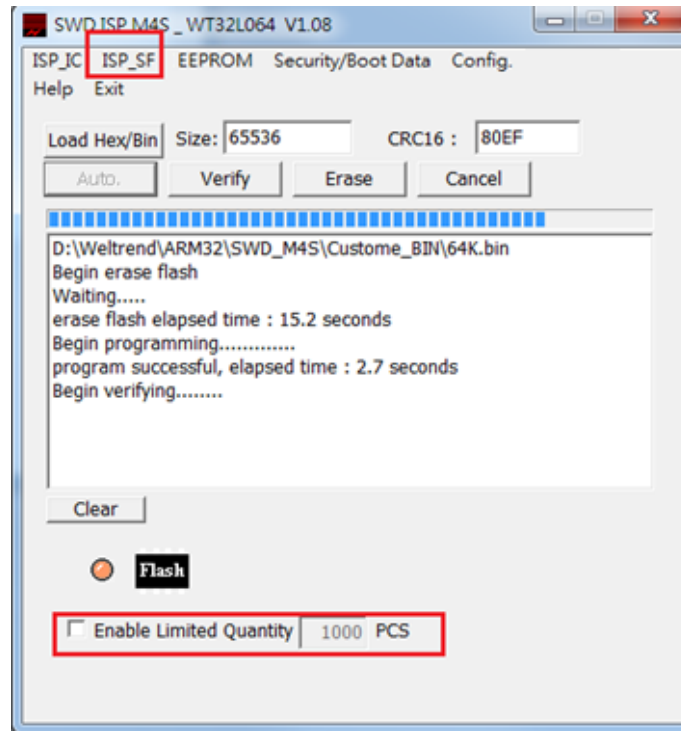 SWD ISP M4S _ WT32L064 V1.08
ISP_IC ISP_SF EEPROM Security/Boot Data Config.
Help Exit
Load Hex/Bin Size: 65536 CRC16 : 80EF
Auto. Verify Erase Cancel
D:\Weltrend\ARM32\SWD_M4S\Custome_BIN\64K.bin
Begin erase flash
Waiting.....
erase flash elapsed time : 15.2 seconds
Begin programming.............
program successful, elapsed time : 2.7 seconds
Begin verifying........
Clear
Flash
Enable Limited Quantity 1000 PCS